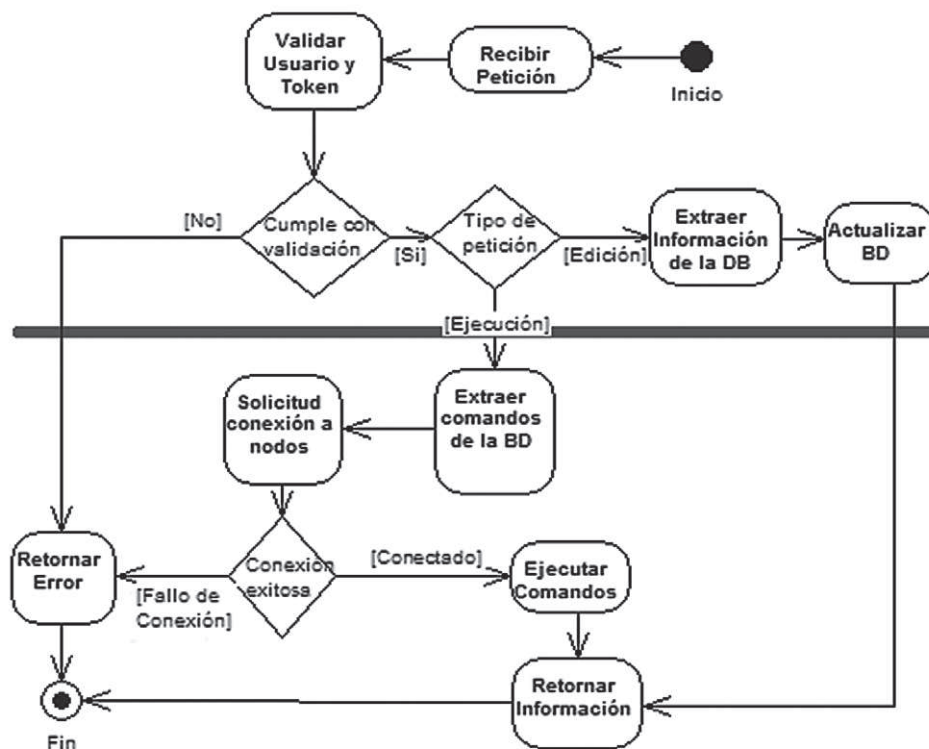 Validar
Usuario y
Token
Recibir
Petición
Inicio
[No]
Cumple con
validación
[Si]
Tipo de
petición
[Edición]
Extraer
Información
de la DB
Actualizar
BD
[Ejecución]
Solicitud
conexión a
nodos
Extraer
comandos
de la BD
Retornar
Error
[Fallo de
Conexión]
Conexión
exitosa
[Conectado]
Ejecutar
Comandos
Retornar
Información
Fin